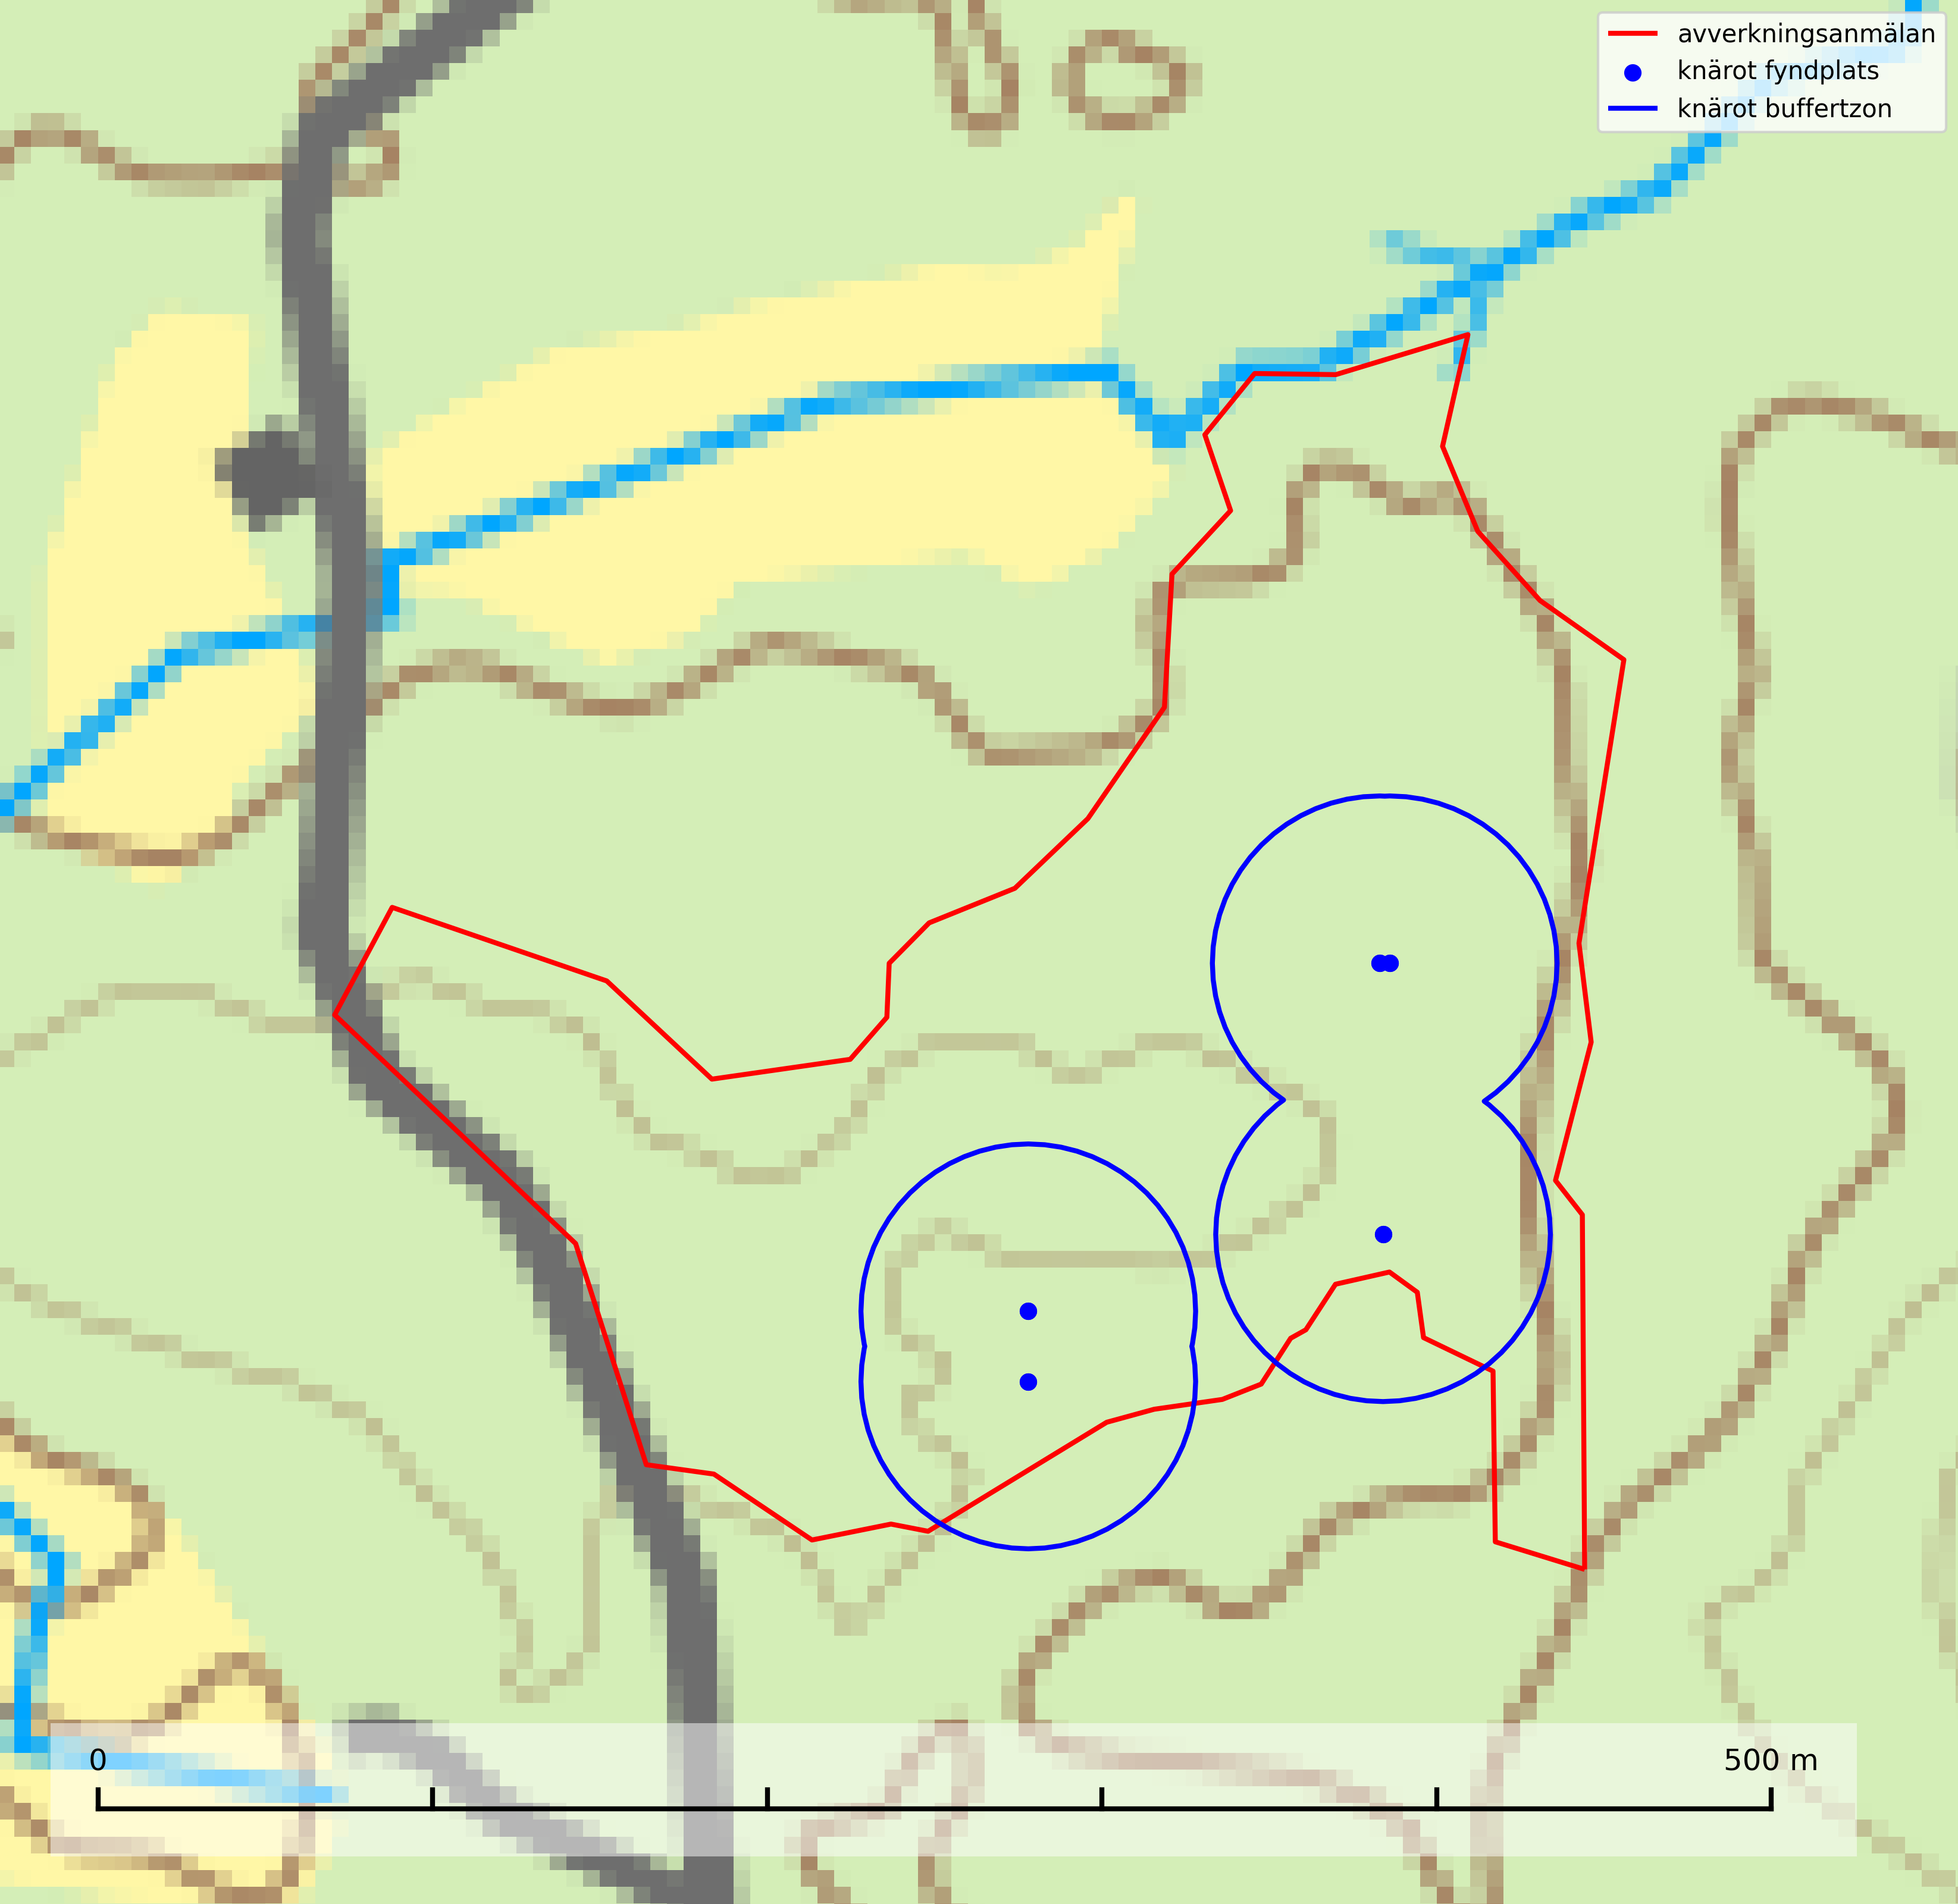 avverkningsanmälan
knärot fyndplats
knärot buffertzon
0 500 m